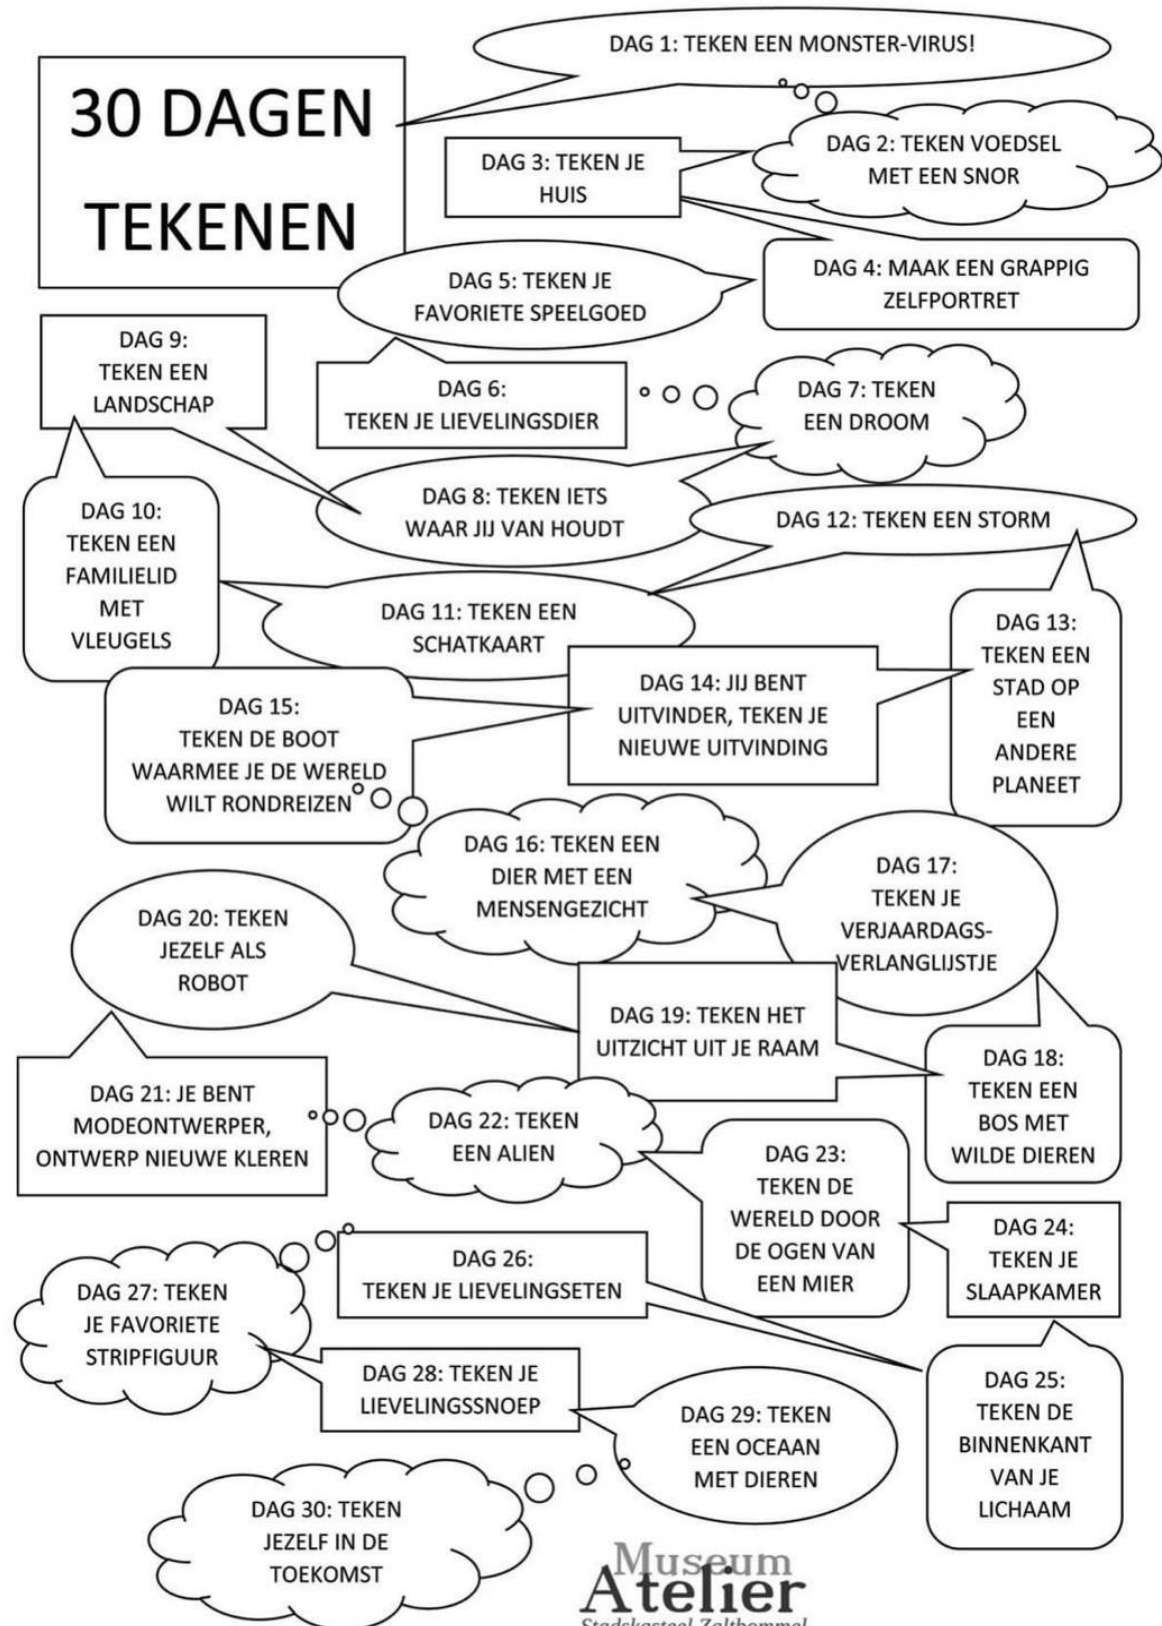 30 DAGEN
TEKENEN
DAG 1: TEKEN EEN MONSTER-VIRUS!
DAG 2: TEKEN VOEDSEL
MET EEN SNOR
DAG 3: TEKEN JE
HUIS
DAG 4: MAAK EEN GRAPPIG
ZELFPORTRET
DAG 5: TEKEN JE
FAVORIETE SPEELGOED
DAG 6:
TEKEN JE LIEVELINGSDIER
DAG 7: TEKEN
EEN DROOM
DAG 8: TEKEN IETS
WAAR JIJ VAN HOUDT
DAG 9:
TEKEN EEN
LANDSCHAP
DAG 10:
TEKEN EEN
FAMILIELID
MET
VLEUGELS
DAG 11: TEKEN EEN
SCHATKAART
DAG 12: TEKEN EEN STORM
DAG 13:
TEKEN EEN
STAD OP
EEN
ANDERE
PLANEET
DAG 14: JIJ BENT
UITVINDER, TEKEN JE
NIEUWE UITVINDING
DAG 15:
TEKEN DE BOOT
WAARMEE JE DE WERELD
WILT RONDREIZEN
DAG 16: TEKEN EEN
DIER MET EEN
MENSENGEZICHT
DAG 17:
TEKEN JE
VERJAARDAGS-
VERLANGLIJSTJE
DAG 18:
TEKEN EEN
BOS MET
WILDE DIEREN
DAG 19: TEKEN HET
UITZICHT UIT JE RAAM
DAG 20: TEKEN
JEZELF ALS
ROBOT
DAG 21: JE BENT
MODEONTWERPER,
ONTWERP NIEUWE KLEREN
DAG 22: TEKEN
EEN ALIEN
DAG 23:
TEKEN DE
WERELD DOOR
DE OGEN VAN
EEN MIER
DAG 24:
TEKEN JE
SLAAPKAMER
DAG 25:
TEKEN DE
BINNENKANT
VAN JE
LICHAAM
DAG 26:
TEKEN JE LIEVELINGSETEN
DAG 27: TEKEN
JE FAVORIETE
STRIPFIGUUR
DAG 28: TEKEN JE
LIEVELINGSSNOEP
DAG 29: TEKEN
EEN OCEAAN
MET DIEREN
DAG 30: TEKEN
JEZELF IN DE
TOEKOMST
Museum
Atelier
Stadskasteel Zaltbommel